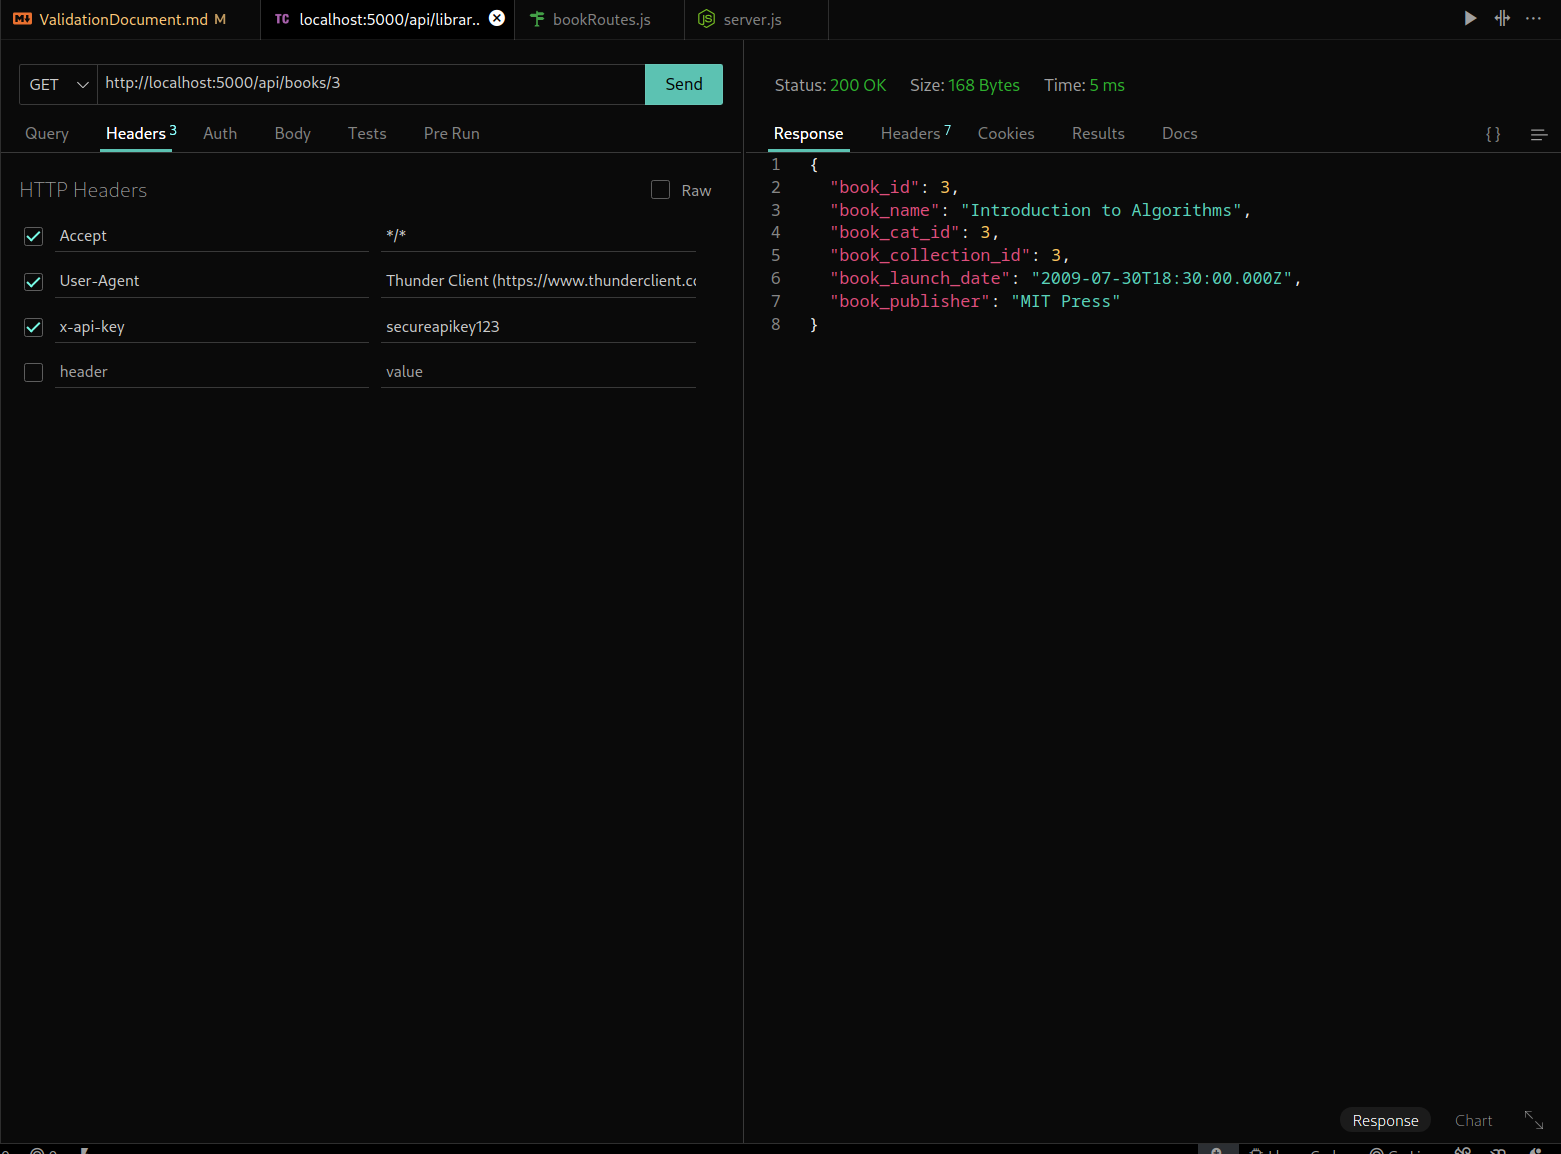 ValidationDocument.md M
TC localhost:5000/api/librar..
bookRoutes.js
server.js
GET http://localhost:5000/api/books/3 Send
Query Headers 3 Auth Body Tests Pre Run
HTTP Headers Raw
Accept */*
User-Agent Thunder Client (https://www.thunderclient.co
x-api-key secureapikey123
header value
Status: 200 OK Size: 168 Bytes Time: 5 ms
Response Headers 7 Cookies Results Docs {}
1 {
2 "book_id": 3,
3 "book_name": "Introduction to Algorithms",
4 "book_cat_id": 3,
5 "book_collection_id": 3,
6 "book_launch_date": "2009-07-30T18:30:00.000Z",
7 "book_publisher": "MIT Press"
8 }
Response Chart